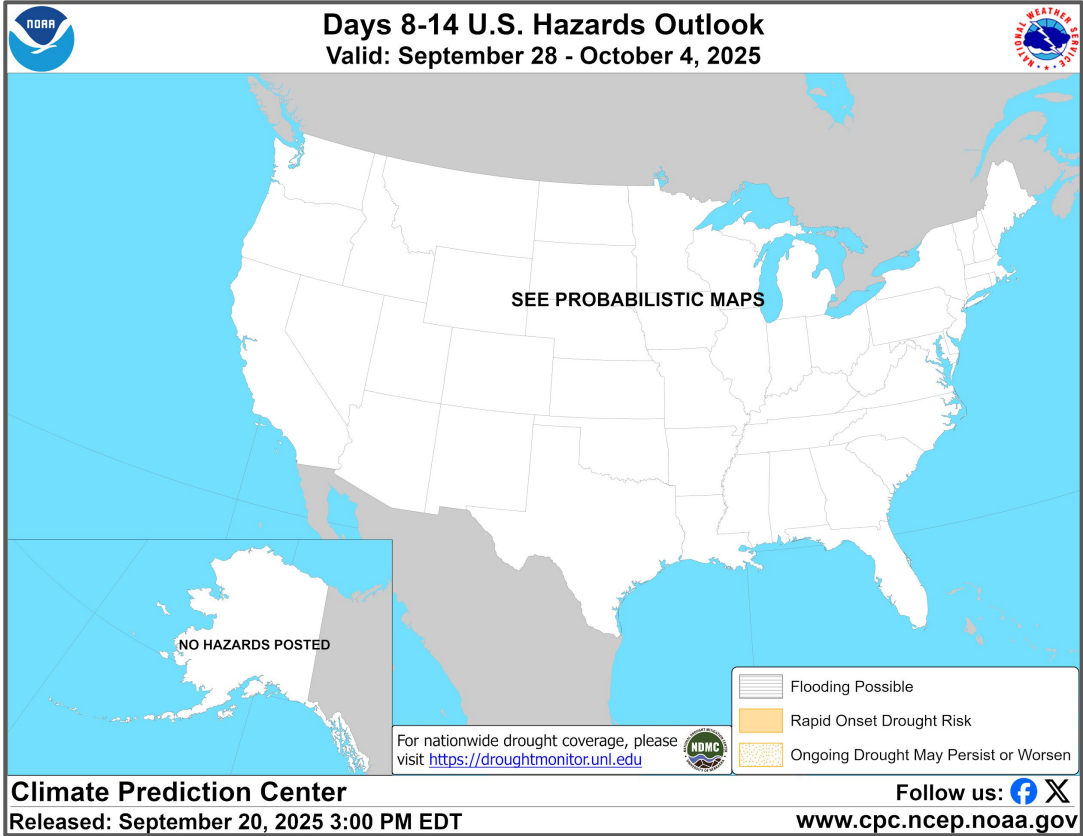 NOAA
Days 8-14 U.S. Hazards Outlook
Valid: September 28 - October 4, 2025
NATIONAL WEATHER SERVICE
SEE PROBABILISTIC MAPS
NO HAZARDS POSTED
Flooding Possible
Rapid Onset Drought Risk
Ongoing Drought May Persist or Worsen
For nationwide drought coverage, please
visit https://droughtmonitor.unl.edu
NDMC
Climate Prediction Center
Released: September 20, 2025 3:00 PM EDT
Follow us:
www.cpc.ncep.noaa.gov